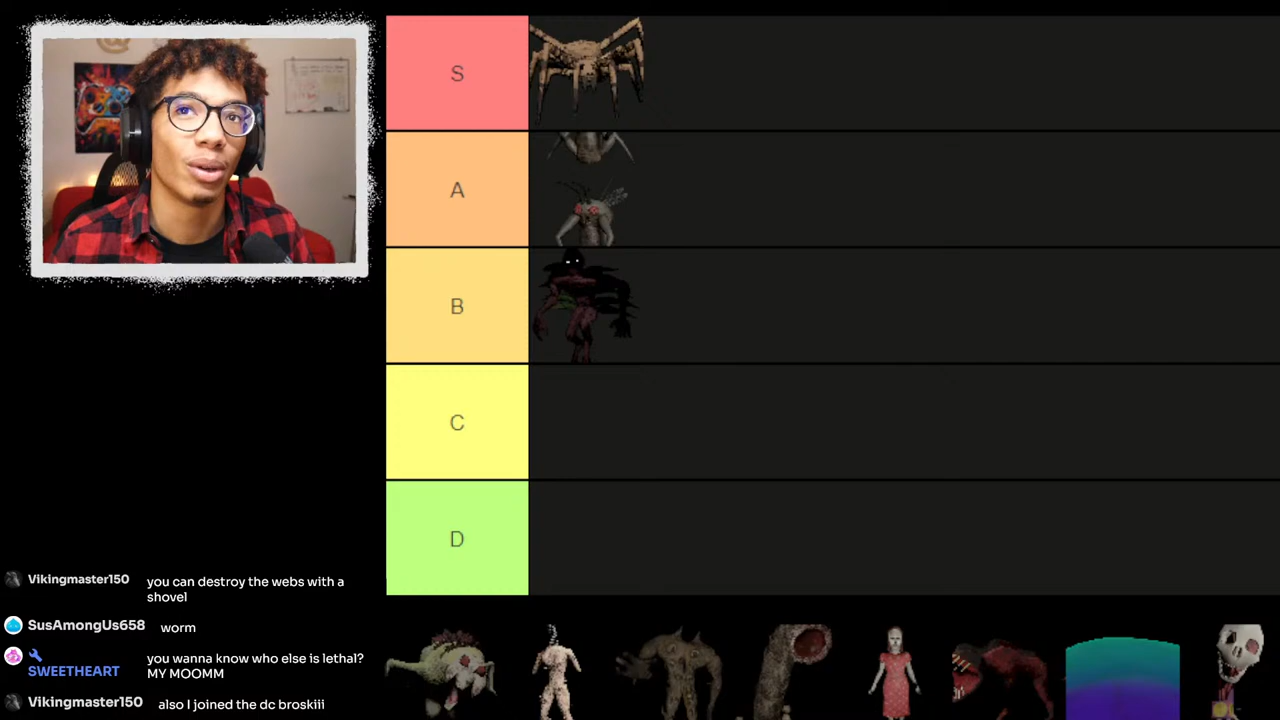 S
A
B
C
D
Vikingmaster150 you can destroy the webs with a
shovel
SusAmongUs658 worm
SWEETHEART you wanna know who else is lethal?
MY MOOMM
Vikingmaster150 also I joined the dc broskiii